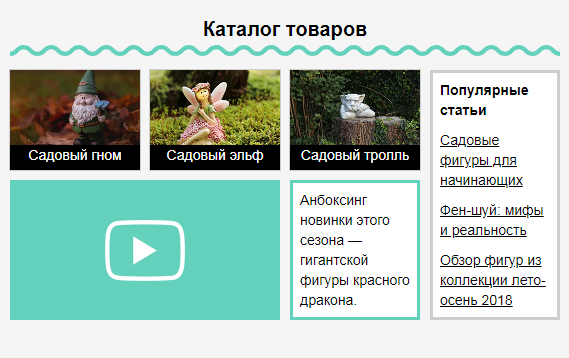 Каталог товаров
Садовый гном
Садовый эльф
Садовый тролль
Анбоксинг
новинки этого
сезона —
гигантской
фигуры красного
дракона.
Популярные
статьи
Садовые
фигуры для
начинающих
Фен-шуй: мифы
и реальность
Обзор фигур из
коллекции лето-
осень 2018